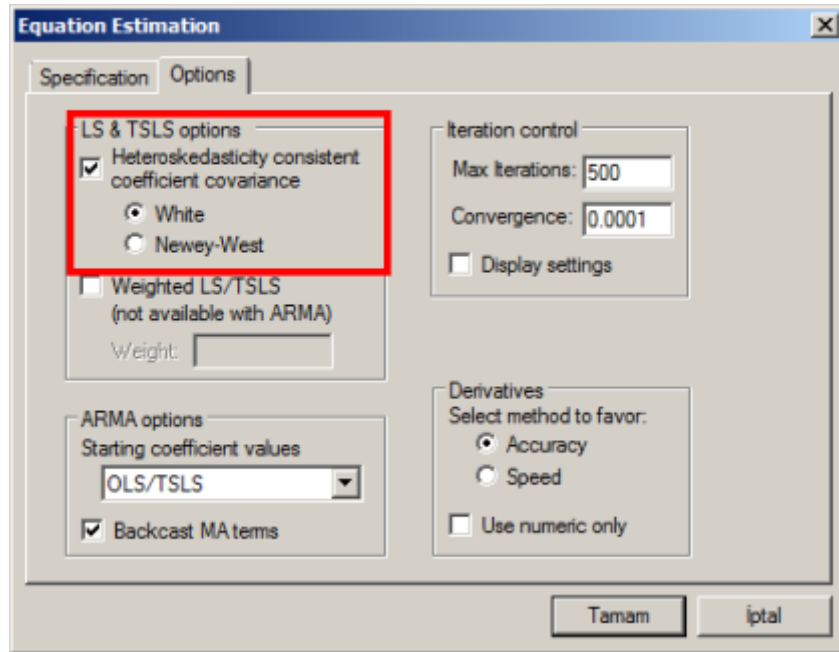 Equation Estimation
Specification
Options
LS & TSLS options
Heteroskedasticity consistent
coefficient covariance
White
Newey-West
Weighted LS/TSLS
(not available with ARMA)
Weight:
ARMA options
Starting coefficient values
OLS/TSLS
Backcast MA terms
Iteration control
Max Iterations: 500
Convergence: 0.0001
Display settings
Derivatives
Select method to favor:
Accuracy
Speed
Use numeric only
Tamam
İptal